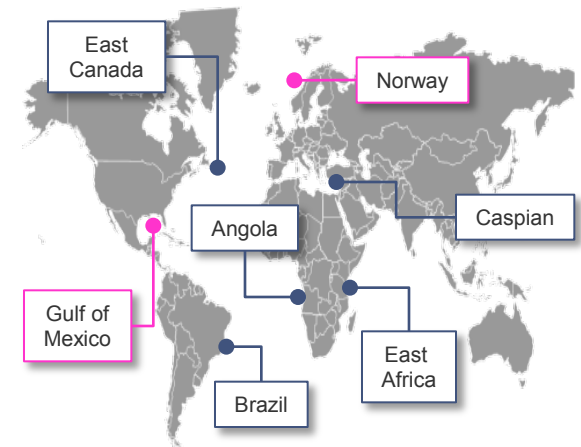 East
Canada
Norway
Angola
Caspian
Gulf of
Mexico
East
Africa
Brazil